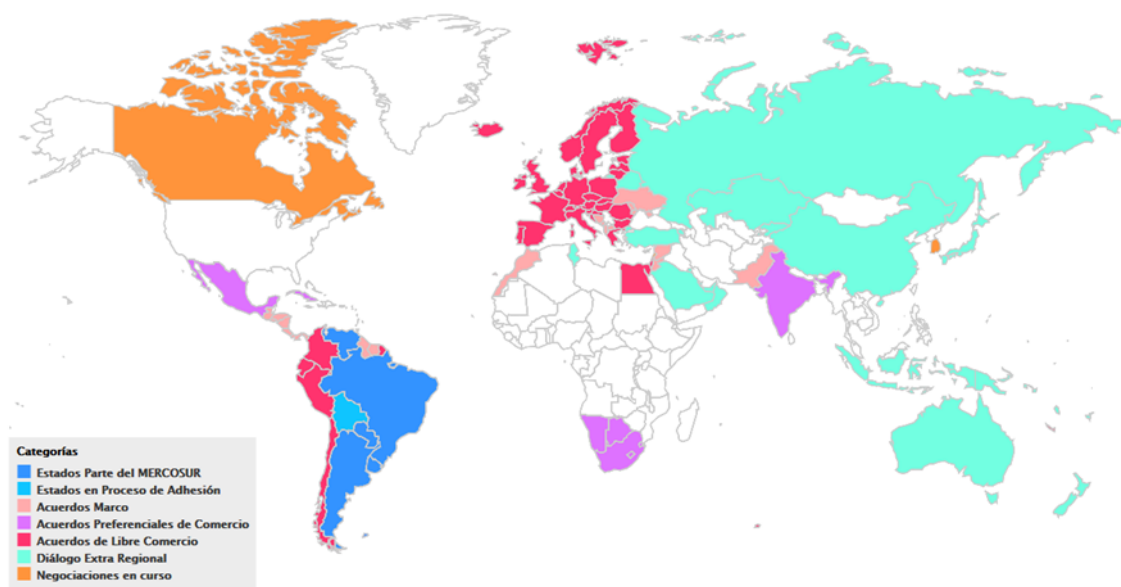 Categorías
Estados Parte del MERCOSUR
Estados en Proceso de Adhesión
Acuerdos Marco
Acuerdos Preferenciales de Comercio
Acuerdos de Libre Comercio
Diálogo Extra Regional
Negociaciones en curso